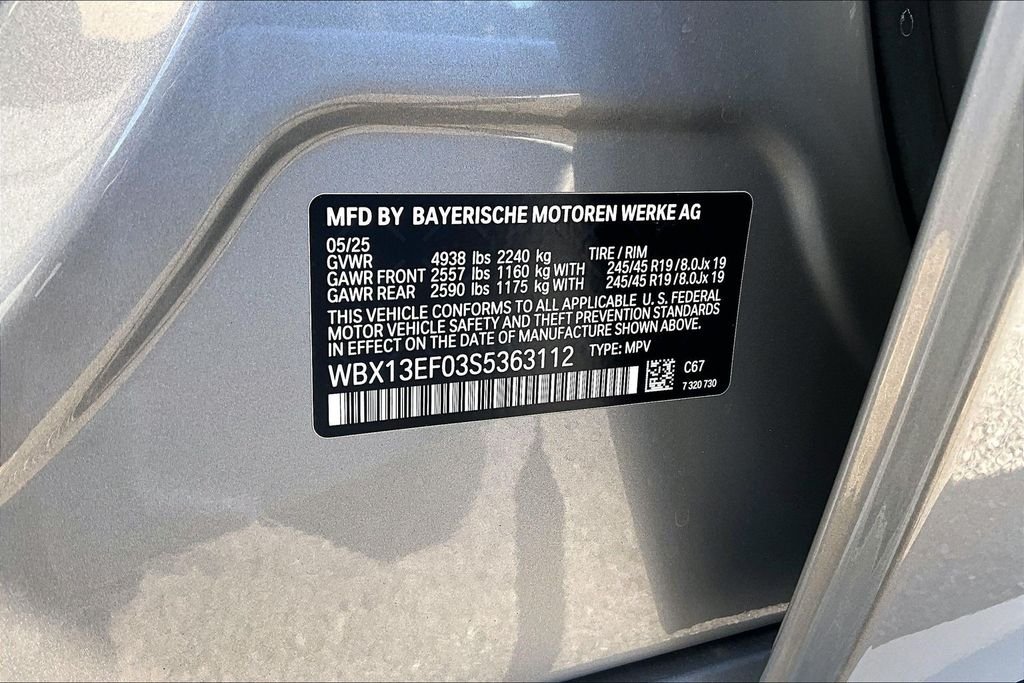 MFD BY BAYERISCHE MOTOREN WERKE AG
05/25
GVWR 4938 lbs 2240 kg TIRE / RIM
GAWR FRONT 2557 lbs 1160 kg WITH 245/45 R19 / 8.0Jx 19
GAWR REAR 2590 lbs 1175 kg WITH 245/45 R19 / 8.0Jx 19
THIS VEHICLE CONFORMS TO ALL APPLICABLE U. S. FEDERAL
MOTOR VEHICLE SAFETY AND THEFT PREVENTION STANDARDS
IN EFFECT ON THE DATE OF MANUFACTURE SHOWN ABOVE.
WBX13EF03S5363112 TYPE: MPV
C67
7 320 730